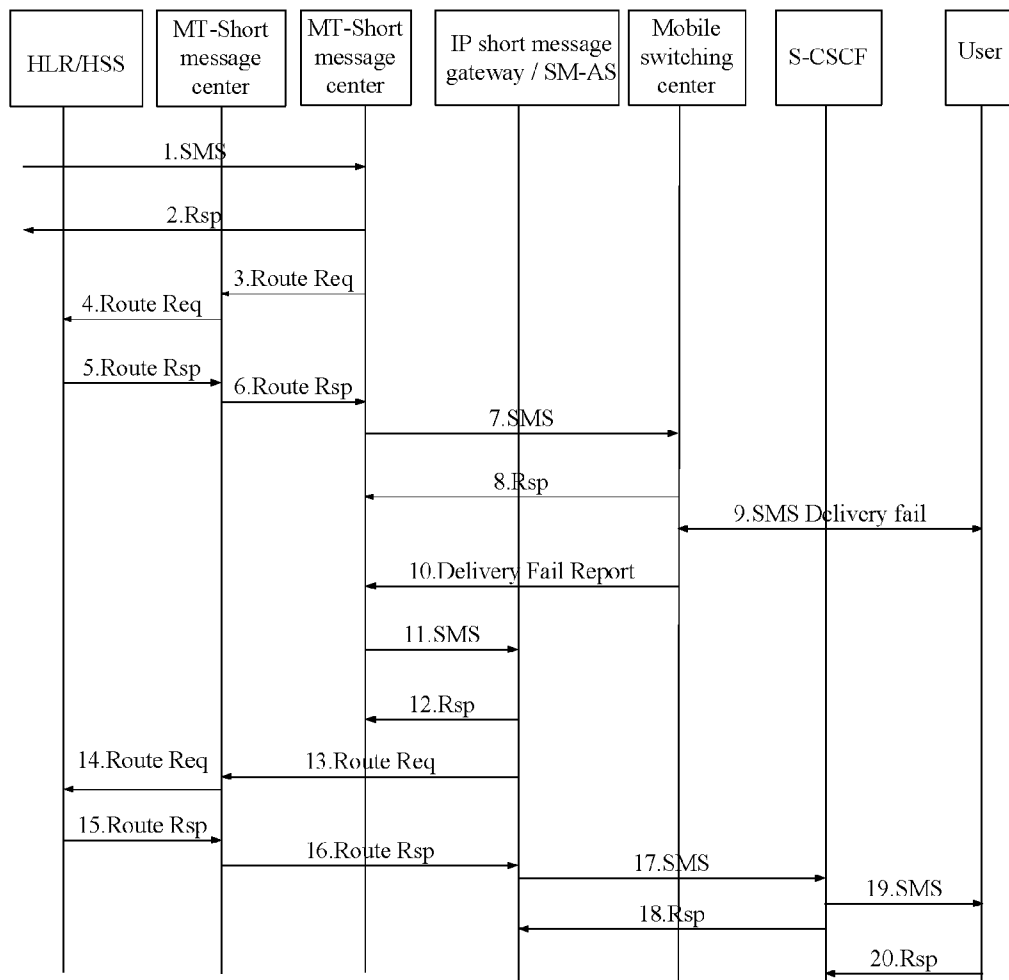 HLR/HSS
MT-Short
message
center
MT-Short
message
center
IP short message
gateway / SM-AS
Mobile
switching
center
S-CSCF
User
1.SMS
2.Rsp
3.Route Req
4.Route Req
5.Route Rsp
6.Route Rsp
7.SMS
8.Rsp
9.SMS Delivery fail
10.Delivery Fail Report
11.SMS
12.Rsp
13.Route Req
14.Route Req
15.Route Rsp
16.Route Rsp
17.SMS
18.Rsp
19.SMS
20.Rsp